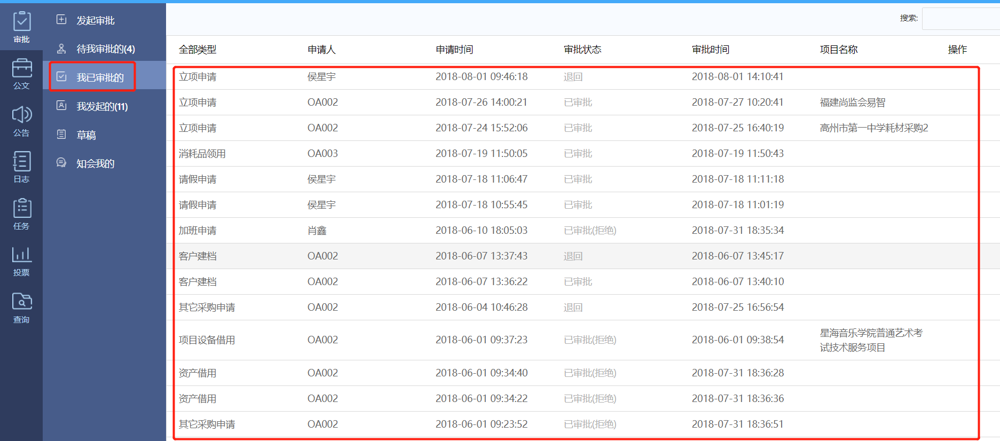 审批
公文
公告
日志
任务
投票
查询
发起审批
待我审批的(4)
我已审批的
我发起的(11)
草稿
知会我的
搜索:
全部类型 申请人 申请时间 审批状态 审批时间 项目名称 操作
立项申请 侯星宇 2018-08-01 09:46:18 退回 2018-08-01 14:10:41
立项申请 OA002 2018-07-26 14:00:21 已审批 2018-07-27 10:20:41 福建尚监会易智
立项申请 OA002 2018-07-24 15:52:06 已审批 2018-07-25 16:40:19 高州市第一中学耗材采购2
消耗品领用 OA003 2018-07-19 11:50:05 已审批 2018-07-19 11:50:43
请假申请 侯星宇 2018-07-18 11:06:47 已审批 2018-07-18 11:11:18
请假申请 侯星宇 2018-07-18 10:55:45 已审批 2018-07-18 11:01:19
加班申请 肖鑫 2018-06-10 18:05:03 已审批(拒绝) 2018-07-31 18:35:34
客户建档 OA002 2018-06-07 13:37:43 退回 2018-06-07 13:45:17
客户建档 OA002 2018-06-07 13:36:22 已审批 2018-06-07 13:40:10
其它采购申请 OA002 2018-06-04 10:46:28 退回 2018-07-25 16:56:54
项目设备借用 OA002 2018-06-01 09:37:23 已审批(拒绝) 2018-06-01 09:38:54 星海音乐学院普通艺术考
试技术服务项目
资产借用 OA002 2018-06-01 09:34:40 已审批(拒绝) 2018-07-31 18:36:28
资产借用 OA002 2018-06-01 09:34:22 已审批(拒绝) 2018-07-31 18:36:36
其它采购申请 OA002 2018-06-01 09:23:52 已审批(拒绝) 2018-07-31 18:36:51